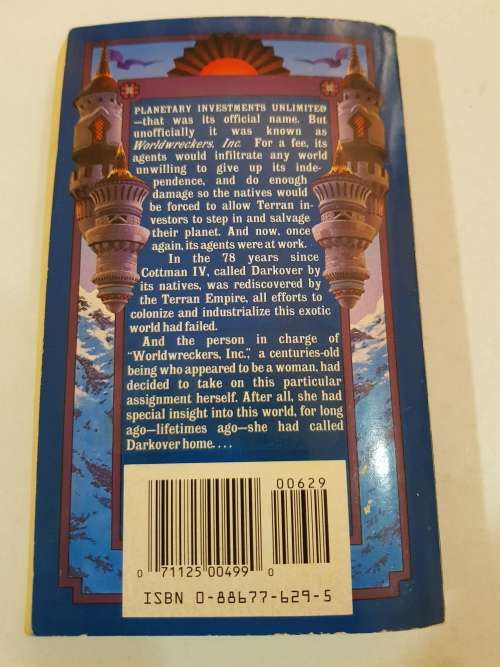 PLANETARY INVESTMENTS UNLIMITED
—that was its official name. But
unofficially it was known as
Worldwreckers, Inc. For a fee, its
agents would infiltrate any world
unwilling to give up its inde-
pendence, and do enough
damage so the natives would
be forced to allow Terran in-
vestors to step in and salvage
their planet. And now, once
again, its agents were at work.
In the 78 years since
Cottman IV, called Darkover by
its natives, was rediscovered by
the Terran Empire, all efforts to
colonize and industrialize this exotic
world had failed.
And the person in charge of
"Worldwreckers, Inc.", a centuries-old
being who appeared to be a woman, had
decided to take on this particular
assignment herself. After all, she had
special insight into this world, for long
ago—lifetimes ago—she had called
Darkover home....
00629
0 71125 00499 0
ISBN 0-88677-629-5